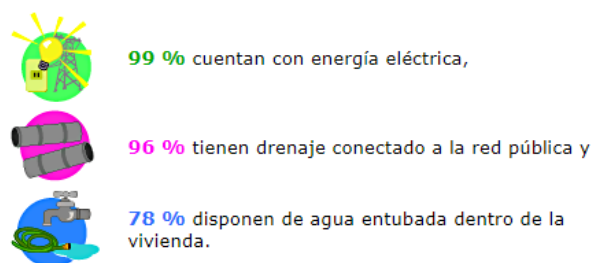 99 % cuentan con energía eléctrica,
96 % tienen drenaje conectado a la red pública y
78 % disponen de agua entubada dentro de la
vivienda.